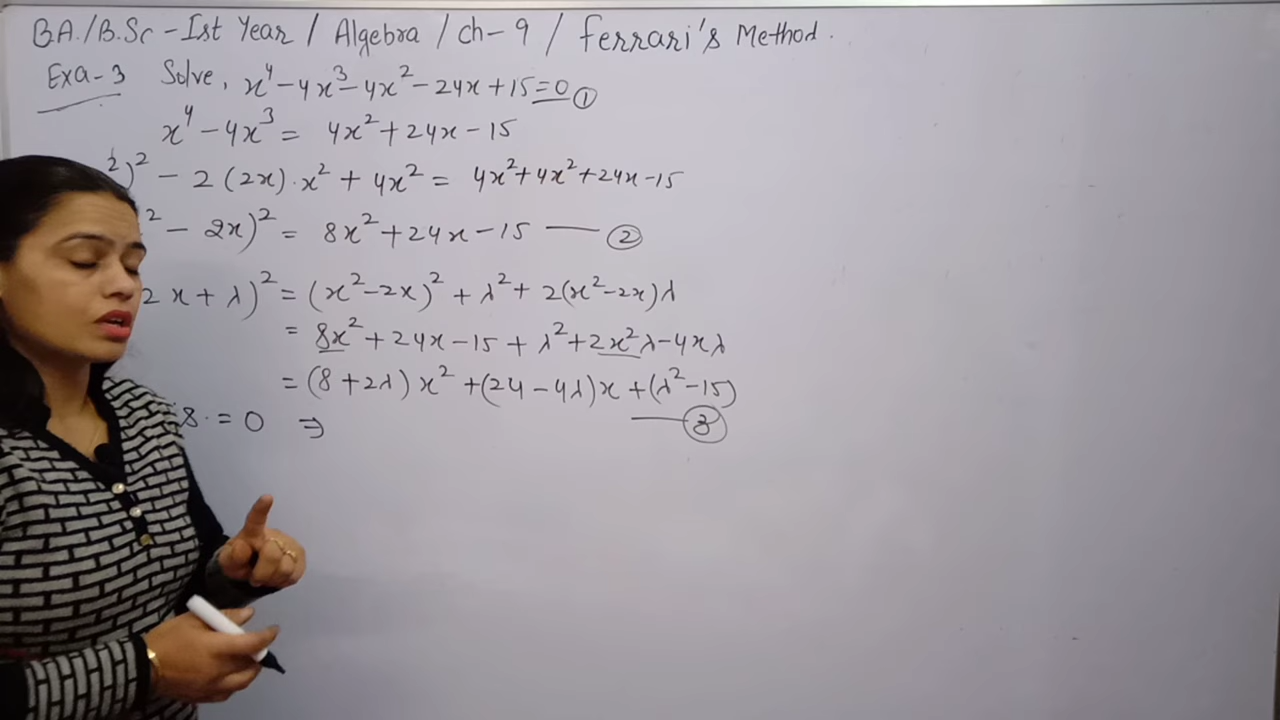 B.A./B.Sc - Ist Year / Algebra / ch-9 / Ferrari's Method.
Exa-3 Solve, x⁴ - 4x³ - 4x² - 24x + 15 = 0 ①
x⁴ - 4x³ = 4x² + 24x - 15
²)² - 2(2x).x² + 4x² = 4x² + 4x² + 24x - 15
² - 2x)² = 8x² + 24x - 15 — ②
2x + λ)² = (x² - 2x)² + λ² + 2(x² - 2x)λ
= 8x² + 24x - 15 + λ² + 2x²λ - 4xλ
= (8 + 2λ)x² + (24 - 4λ)x + (λ² - 15)
— ③
8. = 0 ⇒